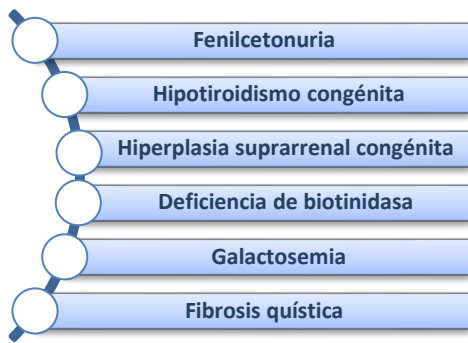 Fenilcetonuria
Hipotiroidismo congénita
Hiperplasia suprarrenal congénita
Deficiencia de biotinidasa
Galactosemia
Fibrosis quística